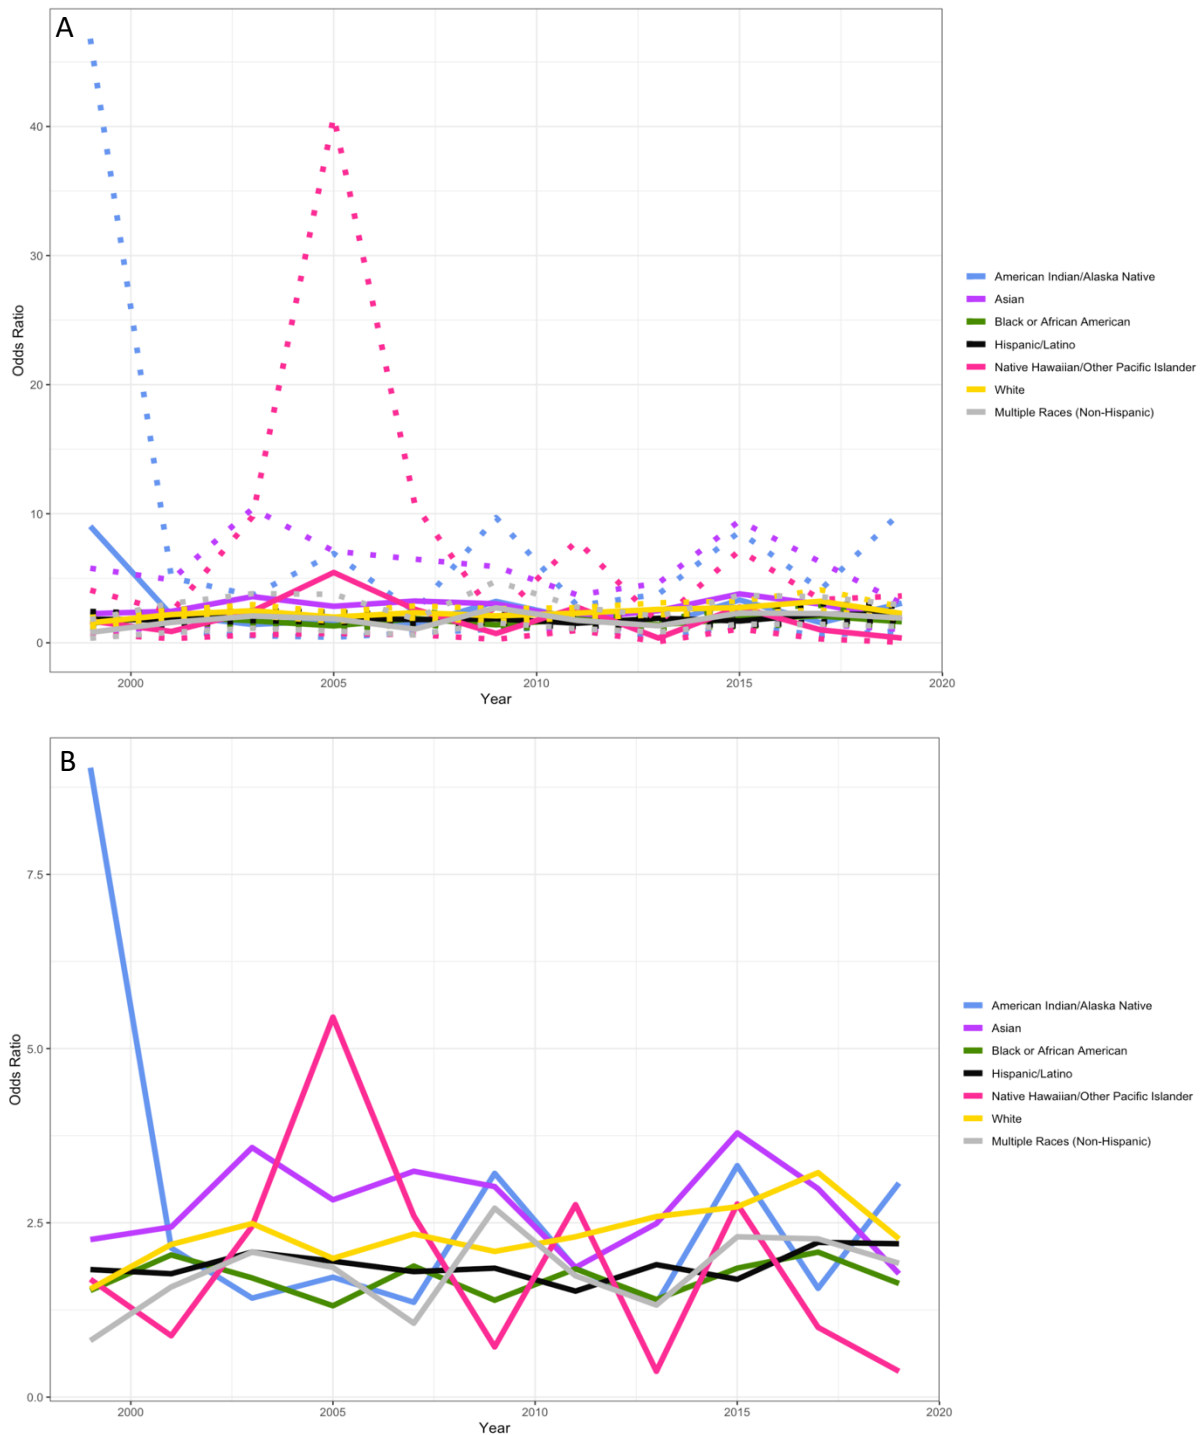 A
40
30
20
10
0
Odds Ratio
2000 2005 2010 2015 2020
Year
American Indian/Alaska Native
Asian
Black or African American
Hispanic/Latino
Native Hawaiian/Other Pacific Islander
White
Multiple Races (Non-Hispanic)
B
7.5
5.0
2.5
0.0
Odds Ratio
2000 2005 2010 2015 2020
Year
American Indian/Alaska Native
Asian
Black or African American
Hispanic/Latino
Native Hawaiian/Other Pacific Islander
White
Multiple Races (Non-Hispanic)